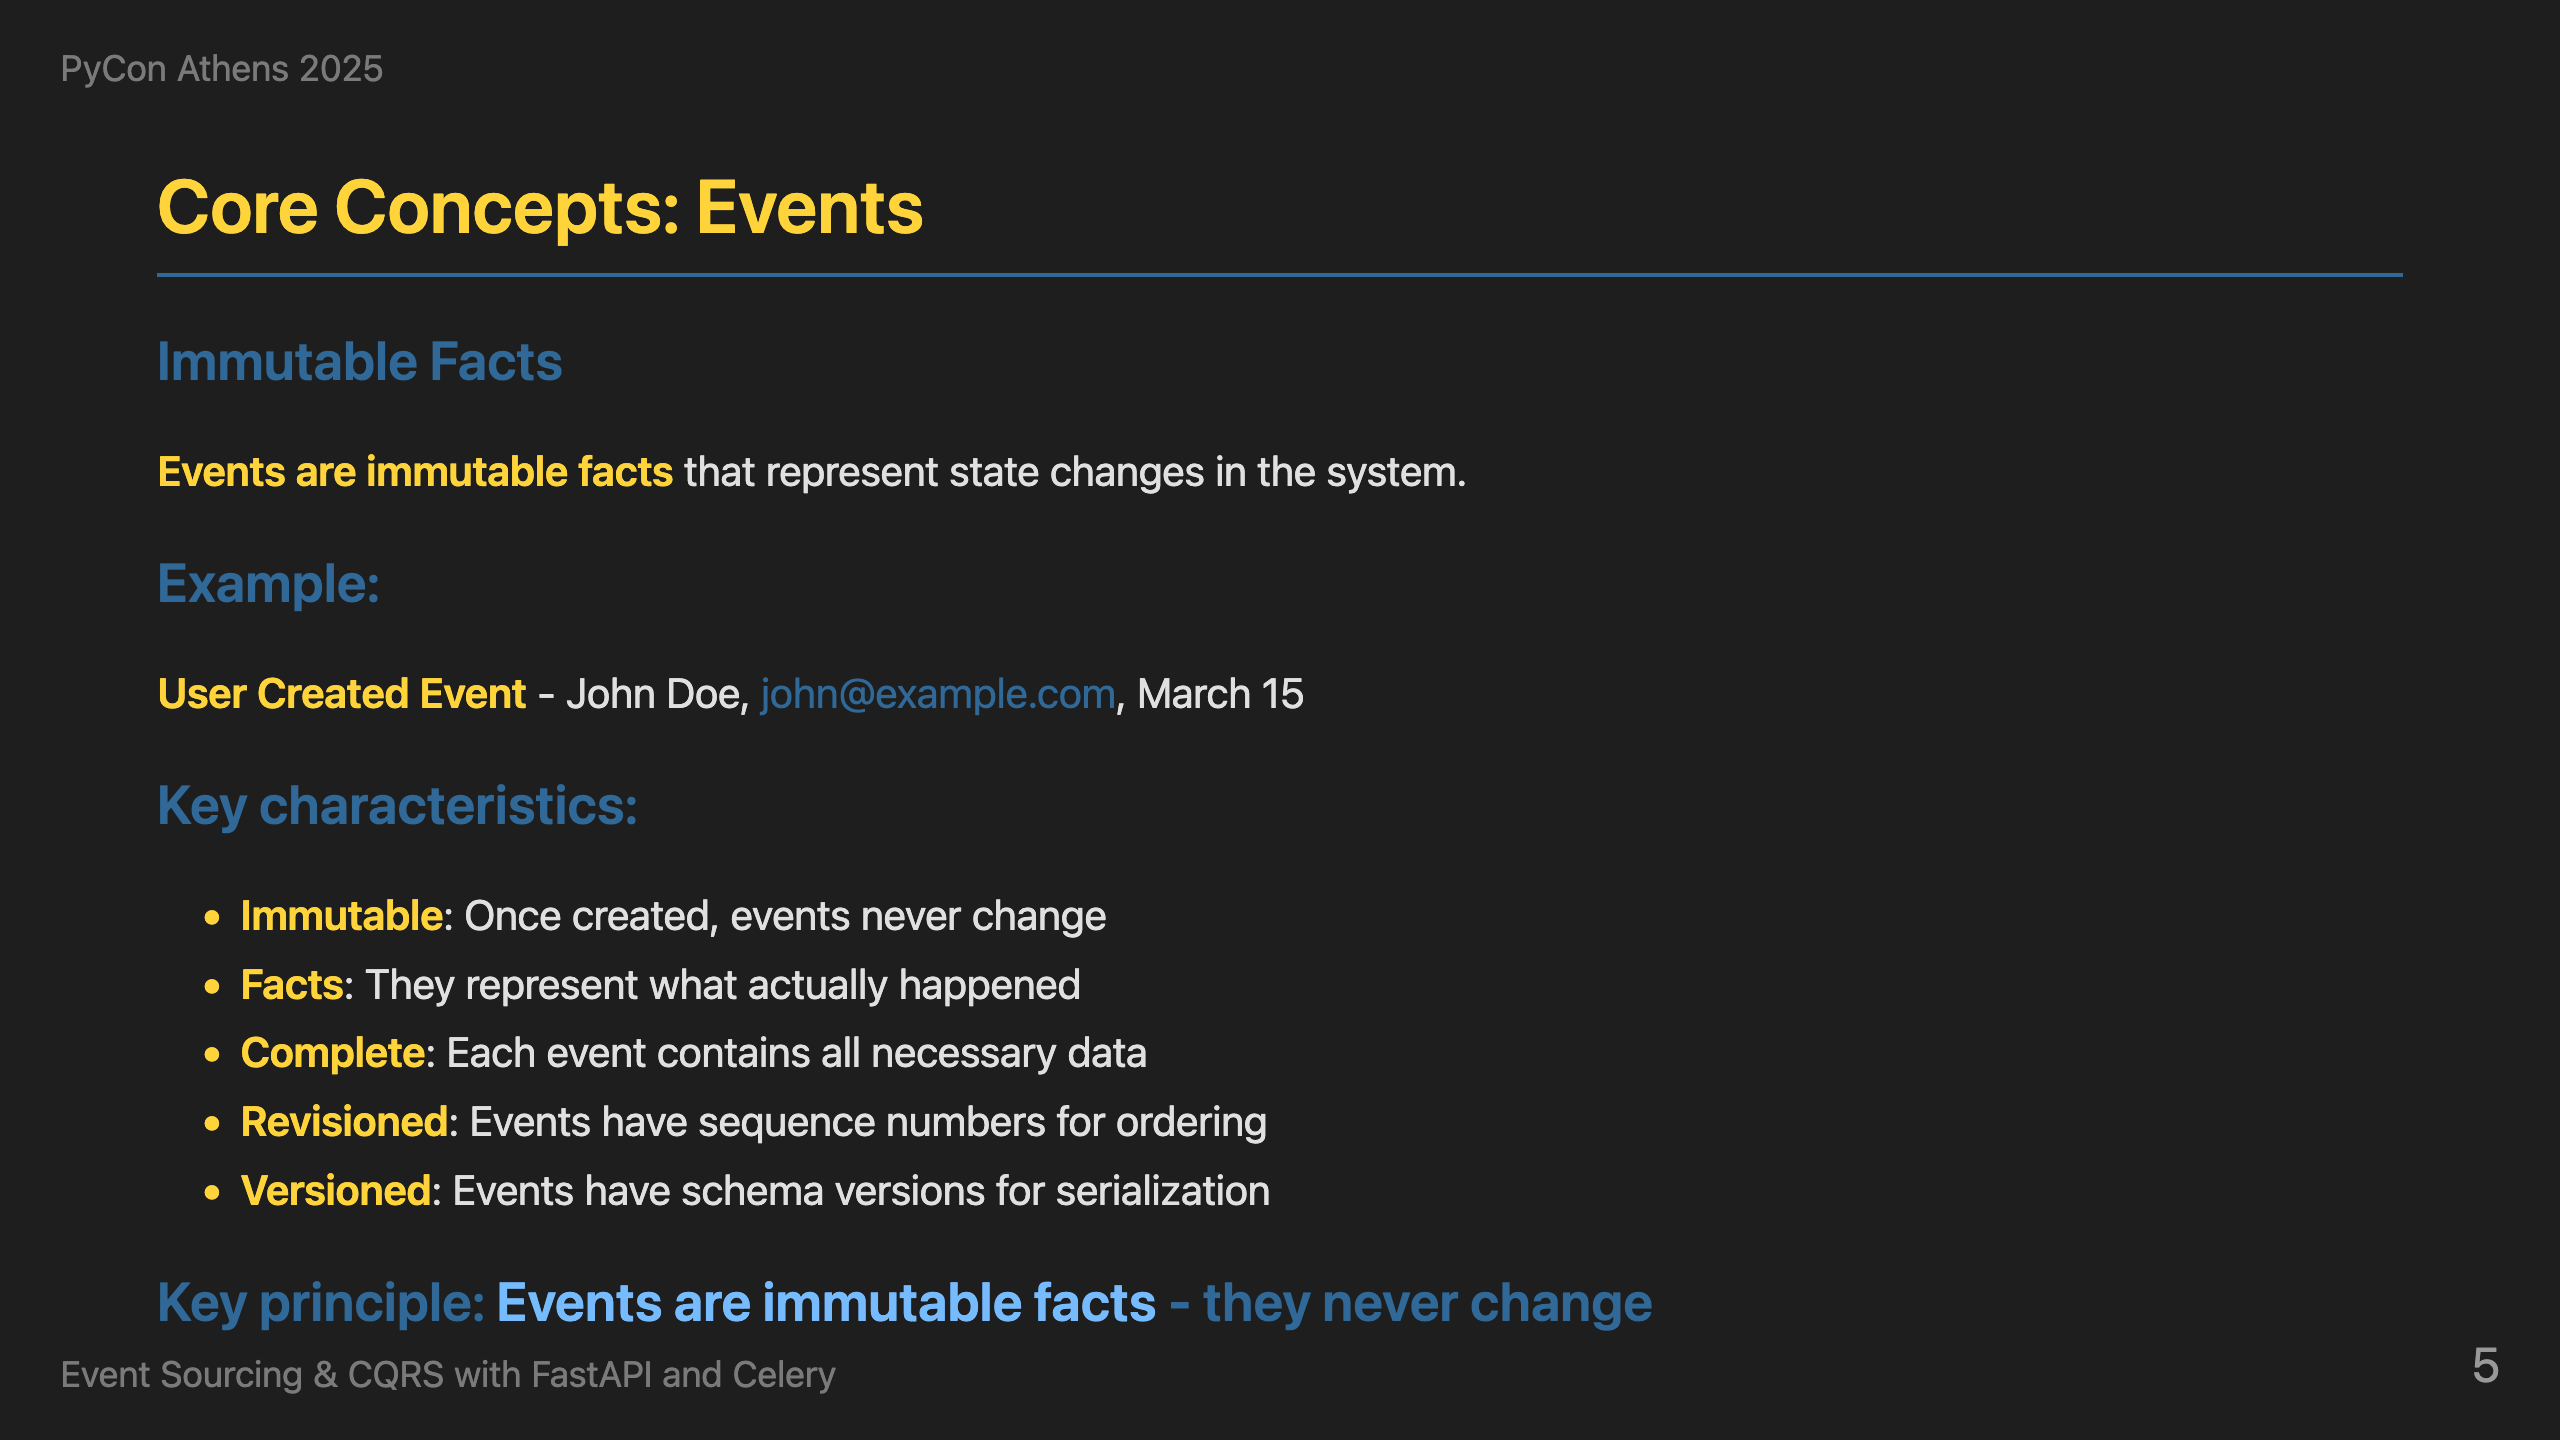 PyCon Athens 2025
Core Concepts: Events
Immutable Facts
Events are immutable facts that represent state changes in the system.
Example:
User Created Event - John Doe, john@example.com, March 15
Key characteristics:
• Immutable: Once created, events never change
• Facts: They represent what actually happened
• Complete: Each event contains all necessary data
• Revisioned: Events have sequence numbers for ordering
• Versioned: Events have schema versions for serialization
Key principle: Events are immutable facts - they never change
Event Sourcing & CQRS with FastAPI and Celery
5